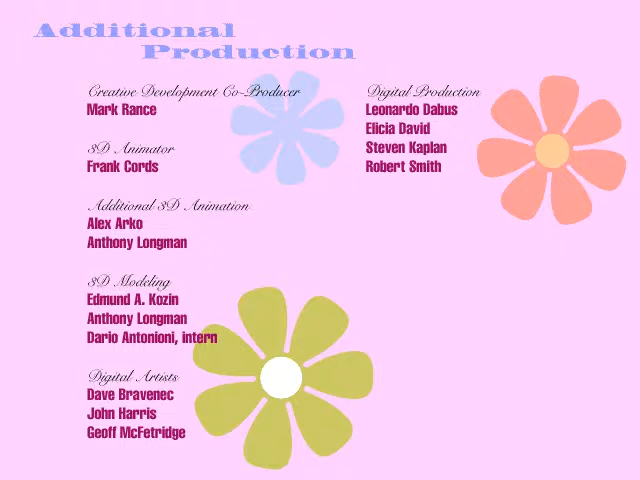 Additional
Production
Creative Development Co-Producer
Mark Rance
3D Animator
Frank Cords
Additional 3D Animation
Alex Arko
Anthony Longman
3D Modeling
Edmund A. Kozin
Anthony Longman
Dario Antonioni, intern
Digital Artists
Dave Bravenec
John Harris
Geoff McFetridge
Digital Production
Leonardo Dabus
Elicia David
Steven Kaplan
Robert Smith